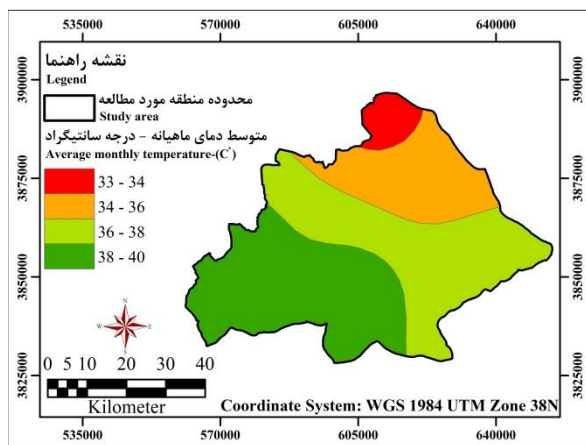 535000 570000 605000 640000
3900000 3900000
3875000 3875000
3850000 3850000
3825000 3825000
نقشه راهنما
Legend
محدوده منطقه مورد مطالعه
Study area
متوسط دمای ماهیانه - درجه سانتیگراد
Average monthly temperature-(C°)
33 - 34
34 - 36
36 - 38
38 - 40
N
W E
S
0 5 10 20 30 40
Kilometer
Coordinate System: WGS 1984 UTM Zone 38N
535000 570000 605000 640000